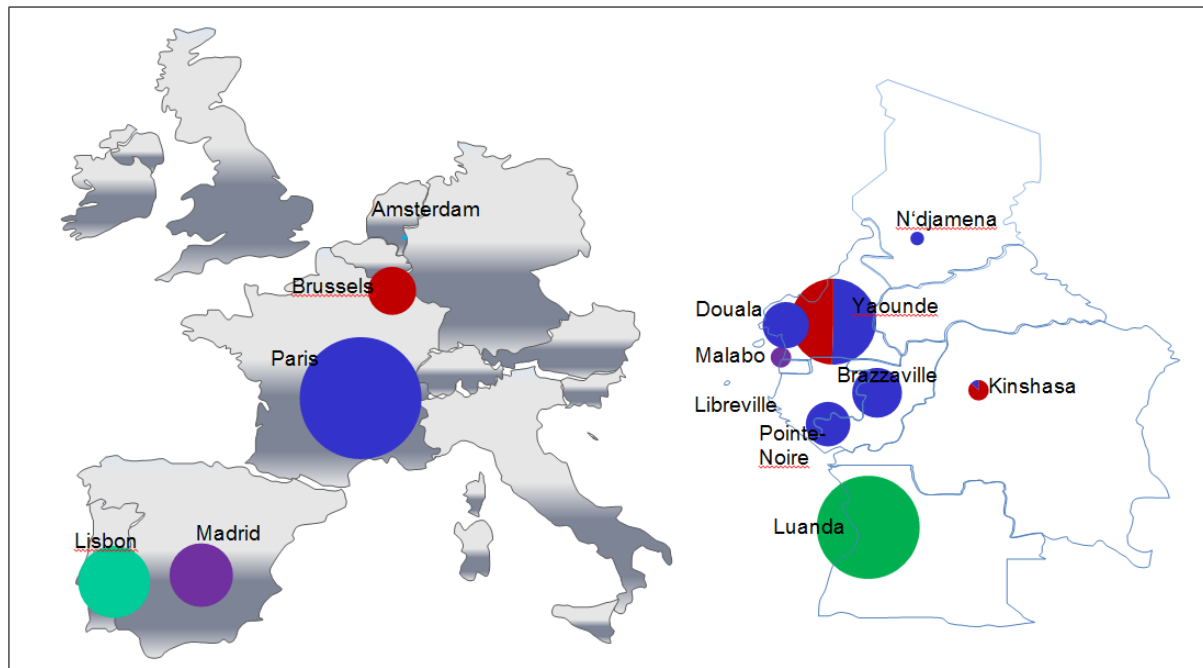 Amsterdam
Brussels
Paris
Lisbon
Madrid
N‘djamena
Douala
Yaounde
Malabo
Brazzaville
Kinshasa
Libreville
Pointe-
Noire
Luanda